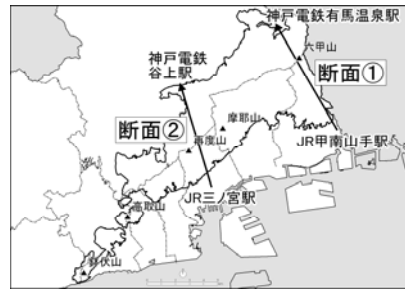 神戸電鉄有馬温泉駅
六甲山
神戸電鉄
谷上駅
断面①
摩耶山
断面②
再度山
JR甲南山手駅
JR三ノ宮駅
高取山
鉢伏山